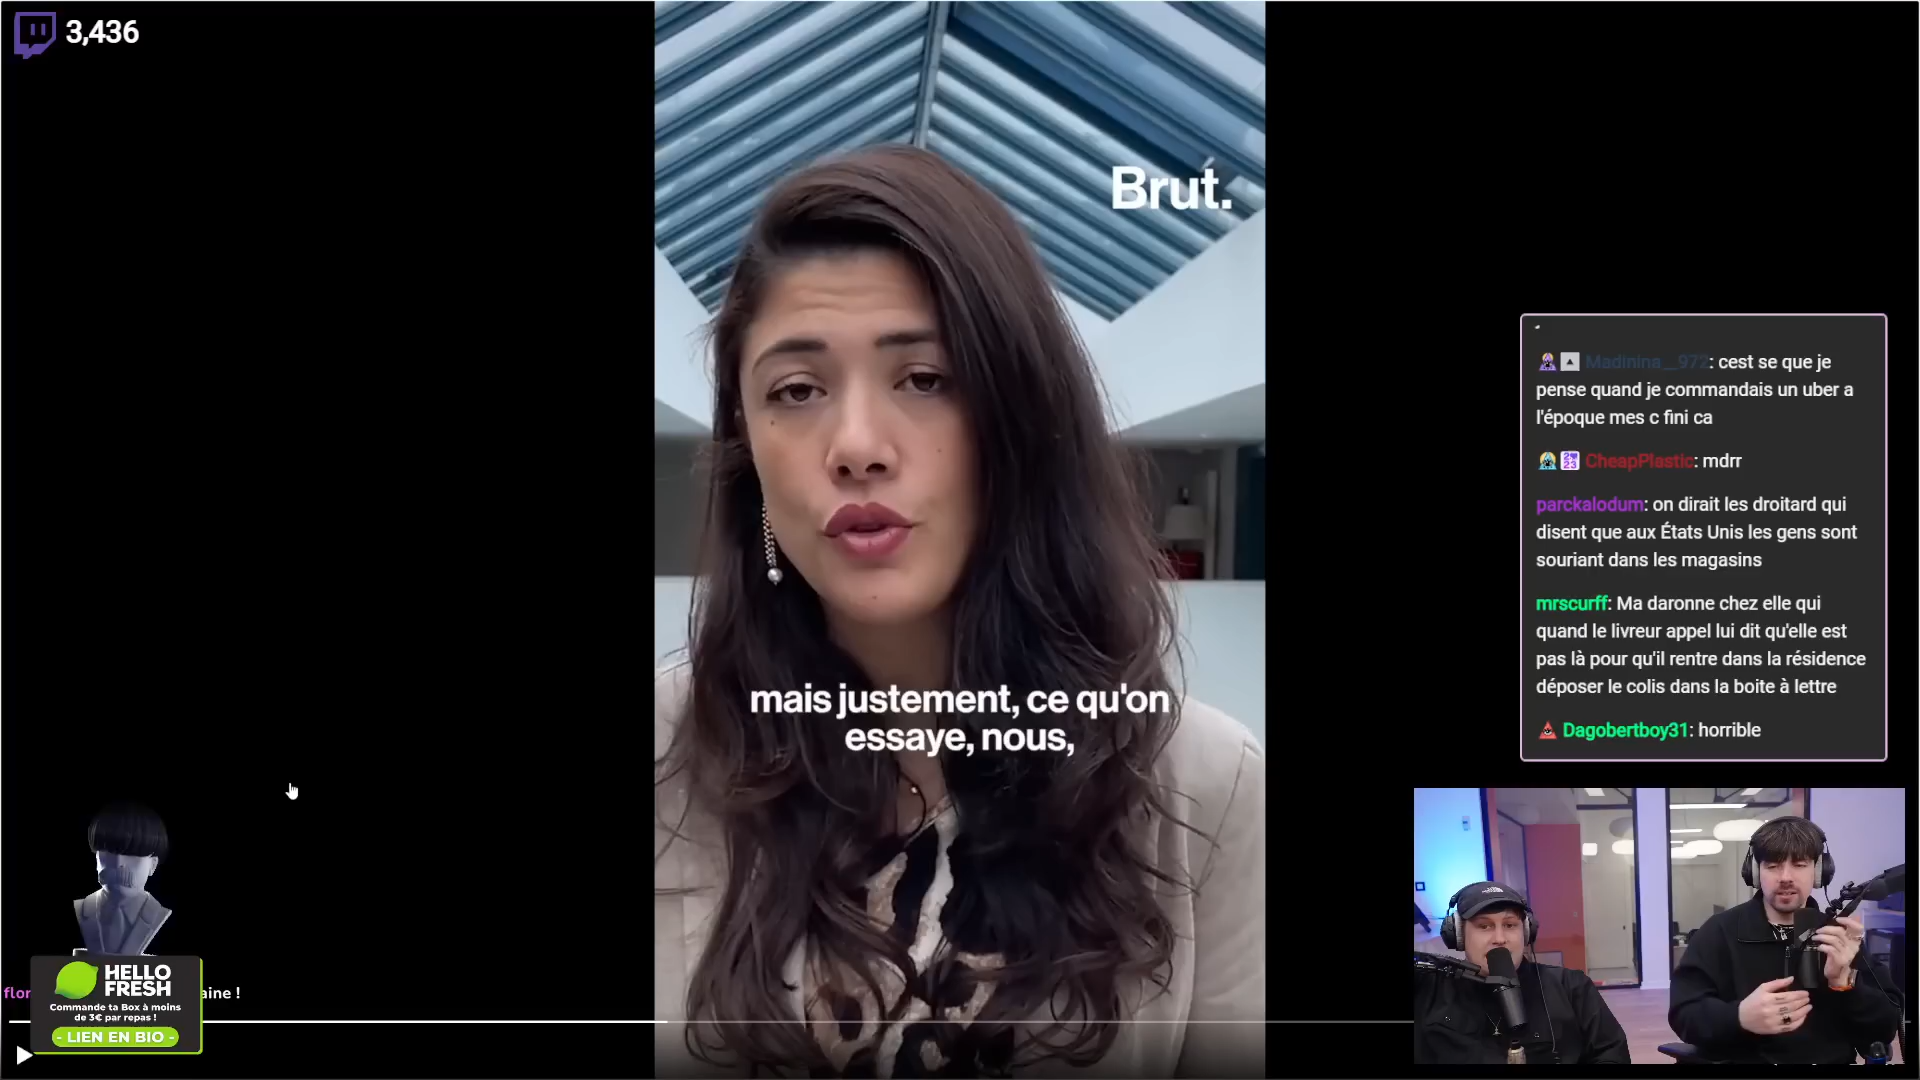 3,436
Brut.
mais justement, ce qu'on
essaye, nous,
Madinina__972: cest se que je
pense quand je commandais un uber a
l'époque mes c fini ca
CheapPlastic: mdrr
parckalodum: on dirait les droitard qui
disent que aux États Unis les gens sont
souriant dans les magasins
mrscurff: Ma daronne chez elle qui
quand le livreur appel lui dit qu'elle est
pas là pour qu'il rentre dans la résidence
déposer le colis dans la boite à lettre
Dagobertboy31: horrible
HELLO
FRESH
Commande ta Box à moins
de 3€ par repas !
- LIEN EN BIO -